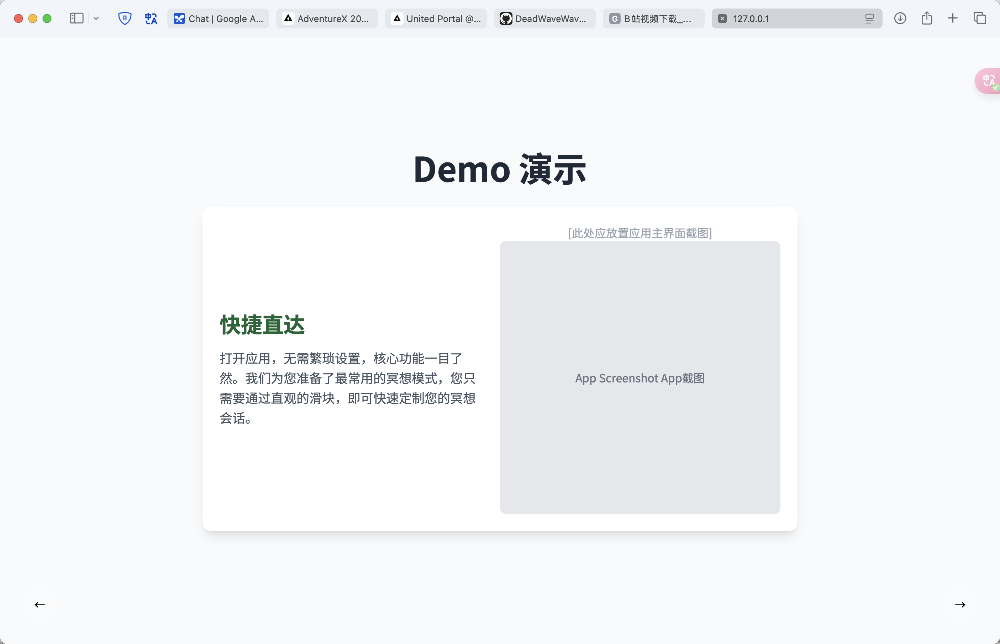 Chat | Google A...
AdventureX 20...
United Portal @...
DeadWaveWav...
G
B站视频下载_...
127.0.0.1
Demo 演示
[此处应放置应用主界面截图]
快捷直达
打开应用，无需繁琐设置，核心功能一目了
然。我们为您准备了最常用的冥想模式，您只
需要通过直观的滑块，即可快速定制您的冥想
会话。
App Screenshot App截图
←
→